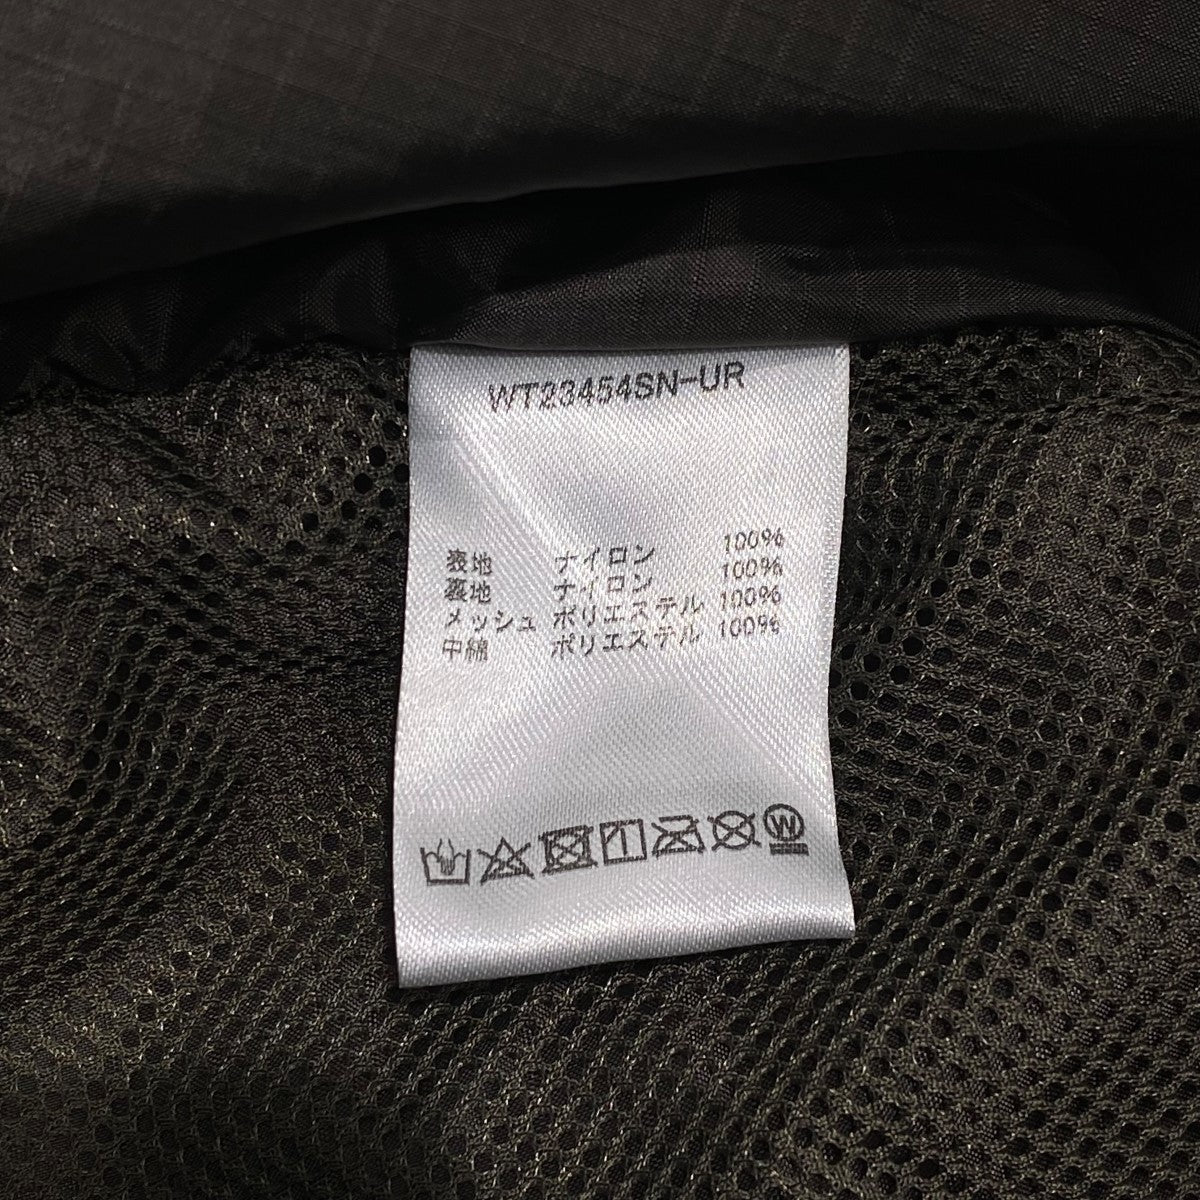 WT23454SN-UR
表地 ナイロン 100%
裏地 ナイロン 100%
メッシュ ポリエステル 100%
中綿 ポリエステル 100%
W